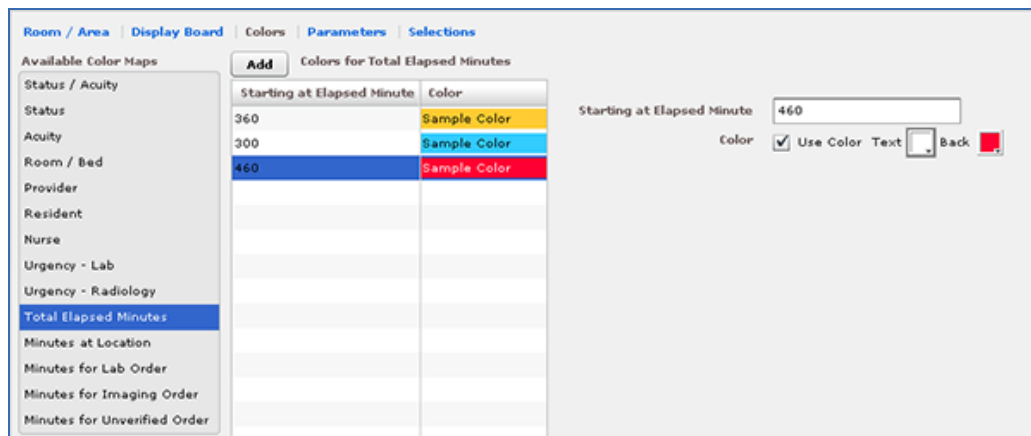 Room / Area | Display Board | Colors | Parameters | Selections
Available Color Maps
Status / Acuity
Status
Acuity
Room / Bed
Provider
Resident
Nurse
Urgency - Lab
Urgency - Radiology
Total Elapsed Minutes
Minutes at Location
Minutes for Lab Order
Minutes for Imaging Order
Minutes for Unverified Order
Add Colors for Total Elapsed Minutes
Starting at Elapsed Minute Color
360 Sample Color
300 Sample Color
460 Sample Color
Starting at Elapsed Minute 460
Color Use Color Text Back